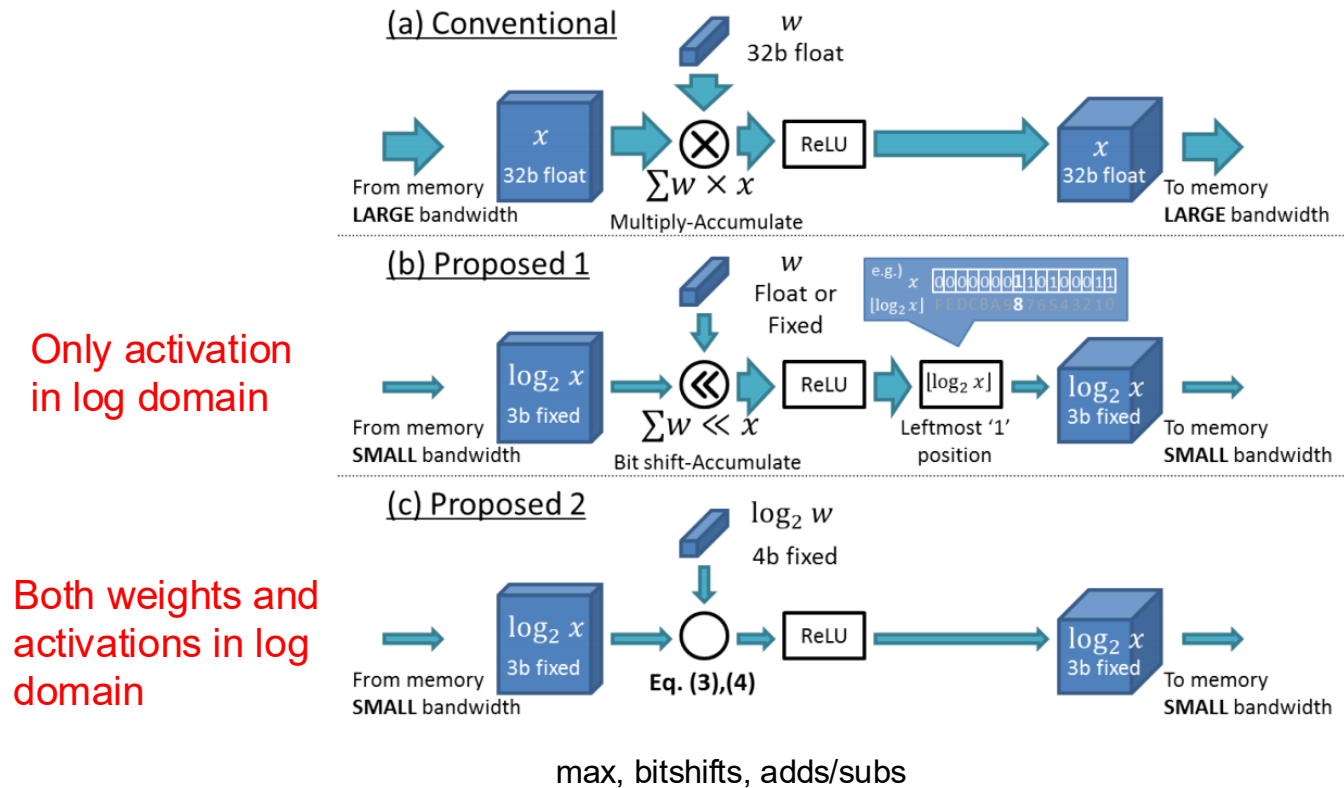 (a) Conventional
w
32b float
x
32b float
ReLU
x
32b float
From memory
LARGE bandwidth
∑w × x
Multiply-Accumulate
To memory
LARGE bandwidth
(b) Proposed 1
w
Float or
Fixed
e.g.) x 0000000110100011
⌊log₂ x⌋ FEDCBA9876543210
Only activation
in log domain
log₂ x
3b fixed
≪
ReLU
⌊log₂ x⌋
log₂ x
3b fixed
From memory
SMALL bandwidth
∑w ≪ x
Bit shift-Accumulate
Leftmost ‘1’
position
To memory
SMALL bandwidth
(c) Proposed 2
log₂ w
4b fixed
Both weights and
activations in log
domain
log₂ x
3b fixed
ReLU
log₂ x
3b fixed
From memory
SMALL bandwidth
Eq. (3),(4)
To memory
SMALL bandwidth
max, bitshifts, adds/subs